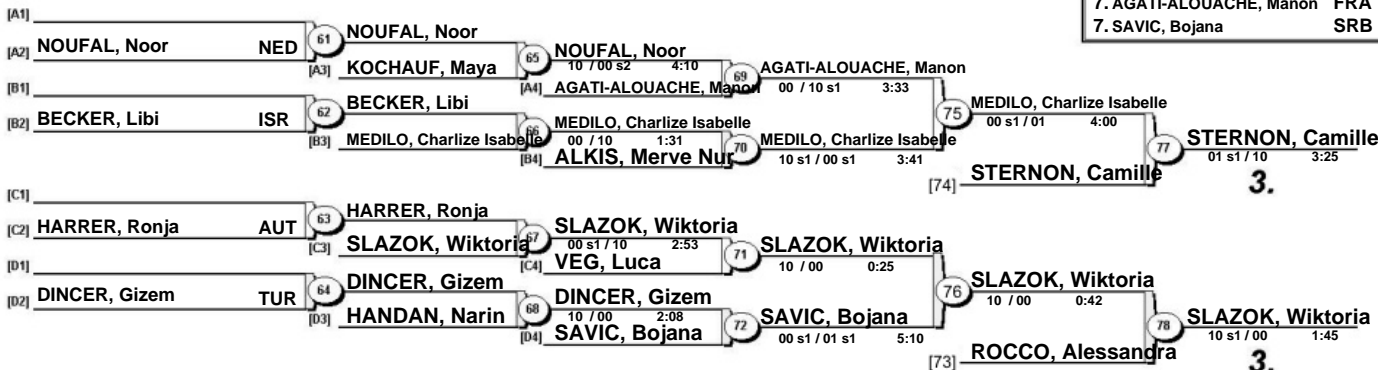 7. AGATI-ALOUACHE, Manon FRA
7. SAVIC, Bojana SRB
[A1]
[A2] NOUFAL, Noor NED
61
NOUFAL, Noor
[A3] KOCHAUF, Maya
65
NOUFAL, Noor
10 / 00 s2 4:10
[A4] AGATI-ALOUACHE, Manon
69
AGATI-ALOUACHE, Manon
00 / 10 s1 3:33
[B1]
[B2] BECKER, Libi ISR
62
BECKER, Libi
[B3] MEDILO, Charlize Isabelle
66
MEDILO, Charlize Isabelle
00 / 10 1:31
[B4] ALKIS, Merve Nur
70
MEDILO, Charlize Isabelle
10 s1 / 00 s1 3:41
75
MEDILO, Charlize Isabelle
00 s1 / 01 4:00
[74] STERNON, Camille
77
STERNON, Camille
01 s1 / 10 3:25
3.
[C1]
[C2] HARRER, Ronja AUT
63
HARRER, Ronja
[C3] SLAZOK, Wiktoria
67
SLAZOK, Wiktoria
00 s1 / 10 2:53
[C4] VEG, Luca
71
SLAZOK, Wiktoria
10 / 00 0:25
[D1]
[D2] DINCER, Gizem TUR
64
DINCER, Gizem
[D3] HANDAN, Narin
68
DINCER, Gizem
10 / 00 2:08
[D4] SAVIC, Bojana
72
SAVIC, Bojana
00 s1 / 01 s1 5:10
76
SLAZOK, Wiktoria
10 / 00 0:42
[73] ROCCO, Alessandra
78
SLAZOK, Wiktoria
10 s1 / 00 1:45
3.